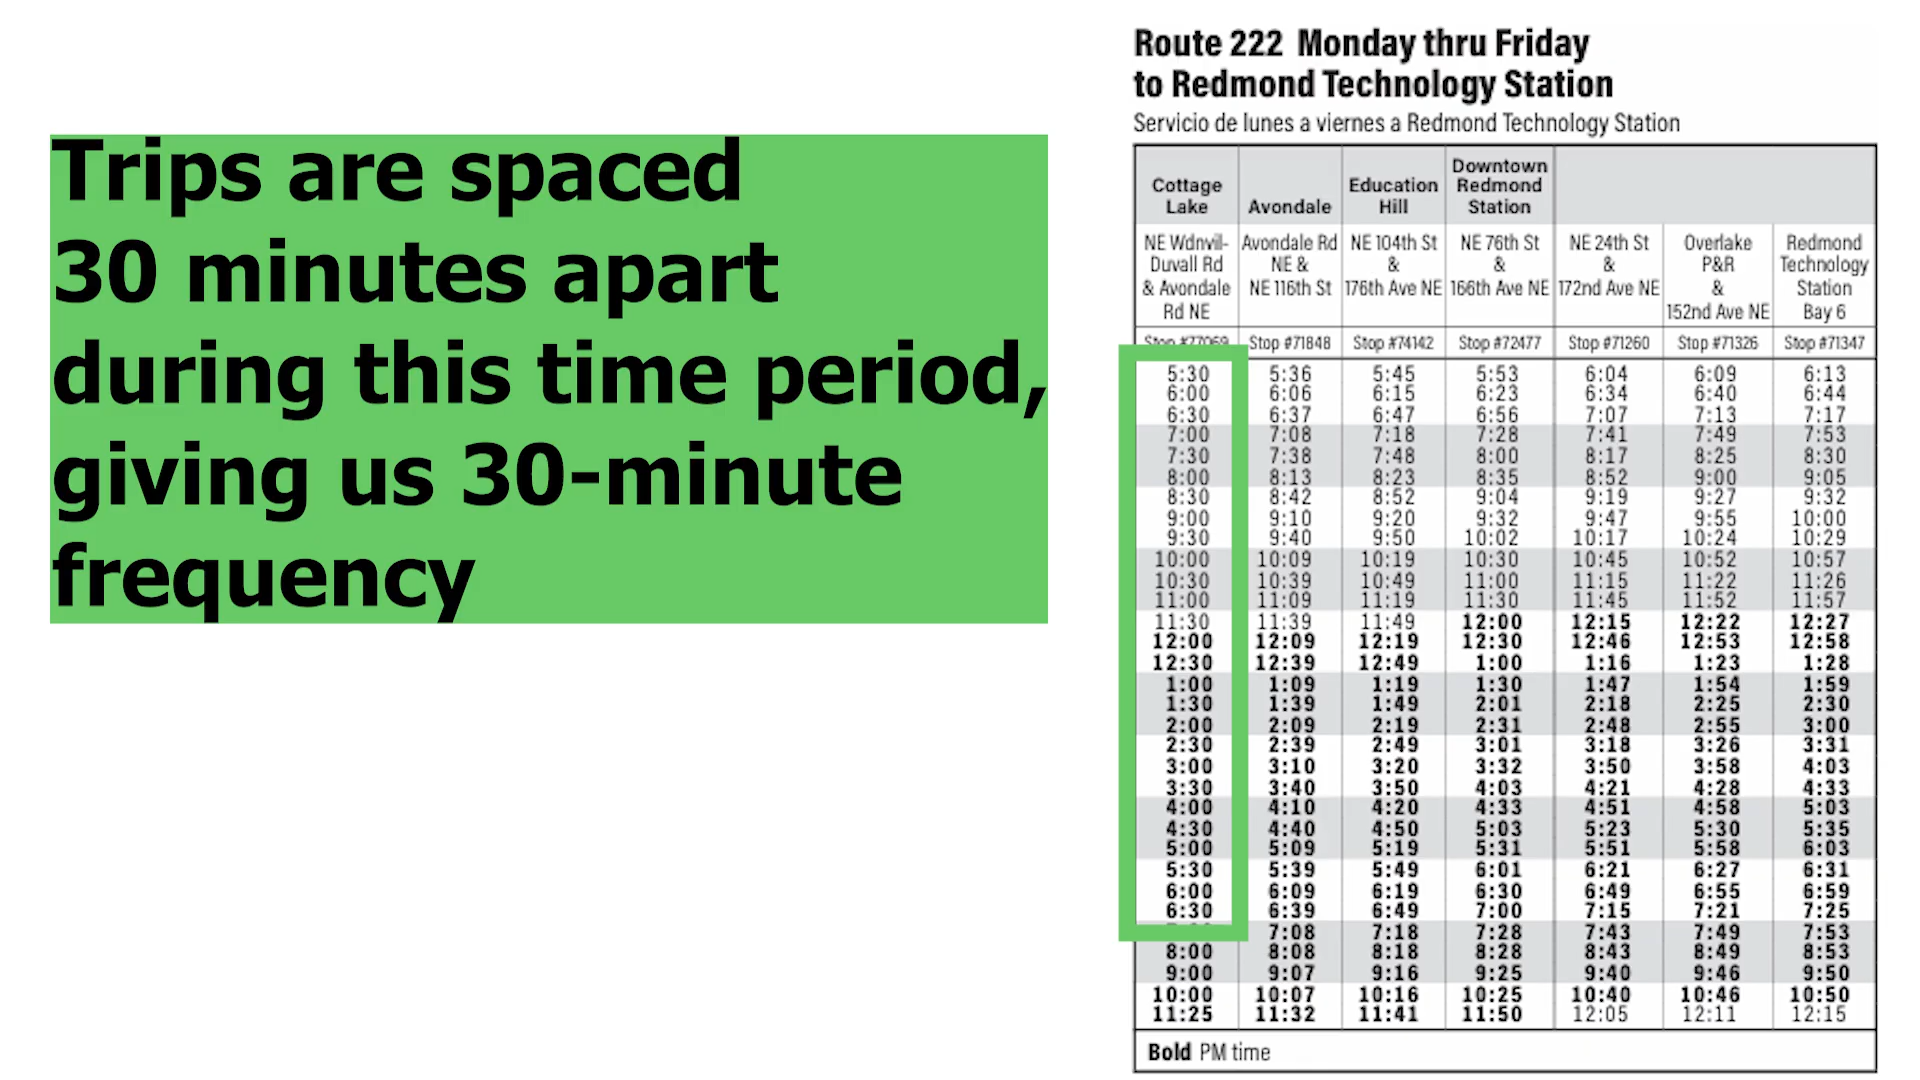 Trips are spaced
30 minutes apart
during this time period,
giving us 30-minute
frequency
Route 222 Monday thru Friday
to Redmond Technology Station
Servicio de lunes a viernes a Redmond Technology Station
Cottage Lake Avondale Education Hill Downtown Redmond Station
NE Wdnvil-Duvall Rd & Avondale Rd NE Avondale Rd NE & NE 116th St NE 104th St & 176th Ave NE NE 76th St & 166th Ave NE NE 24th St & 172nd Ave NE Overlake P&R & 152nd Ave NE Redmond Technology Station Bay 6
Stop #77069 Stop #71848 Stop #74142 Stop #72477 Stop #71260 Stop #71326 Stop #71347
5:30 5:36 5:45 5:53 6:04 6:09 6:13
6:00 6:06 6:15 6:23 6:34 6:40 6:44
6:30 6:37 6:47 6:56 7:07 7:13 7:17
7:00 7:08 7:18 7:28 7:41 7:49 7:53
7:30 7:38 7:48 8:00 8:17 8:25 8:30
8:00 8:13 8:23 8:35 8:52 9:00 9:05
8:30 8:42 8:52 9:04 9:19 9:27 9:32
9:00 9:10 9:20 9:32 9:47 9:55 10:00
9:30 9:40 9:50 10:02 10:17 10:24 10:29
10:00 10:09 10:19 10:30 10:45 10:52 10:57
10:30 10:39 10:49 11:00 11:15 11:22 11:26
11:00 11:09 11:19 11:30 11:45 11:52 11:57
11:30 11:39 11:49 12:00 12:15 12:22 12:27
12:00 12:09 12:19 12:30 12:46 12:53 12:58
12:30 12:39 12:49 1:00 1:16 1:23 1:28
1:00 1:09 1:19 1:30 1:47 1:54 1:59
1:30 1:39 1:49 2:01 2:18 2:25 2:30
2:00 2:09 2:19 2:31 2:48 2:55 3:00
2:30 2:39 2:49 3:01 3:18 3:26 3:31
3:00 3:10 3:20 3:32 3:50 3:58 4:03
3:30 3:40 3:50 4:03 4:21 4:28 4:33
4:00 4:10 4:20 4:33 4:51 4:58 5:03
4:30 4:40 4:50 5:03 5:23 5:30 5:35
5:00 5:09 5:19 5:31 5:51 5:58 6:03
5:30 5:39 5:49 6:01 6:21 6:27 6:31
6:00 6:09 6:19 6:30 6:49 6:55 6:59
6:30 6:39 6:49 7:00 7:15 7:21 7:25
7:08 7:18 7:28 7:43 7:49 7:53
8:00 8:08 8:18 8:28 8:43 8:49 8:53
9:00 9:07 9:16 9:25 9:40 9:46 9:50
10:00 10:07 10:16 10:25 10:40 10:46 10:50
11:25 11:32 11:41 11:50 12:05 12:11 12:15
Bold PM time